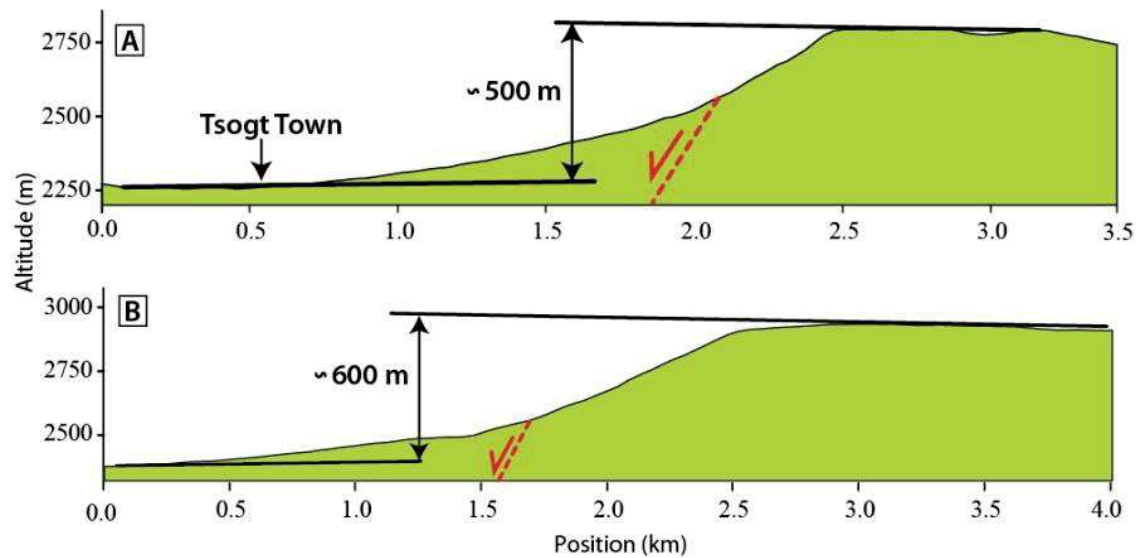 A
2750
2500
2250
~ 500 m
Tsogt Town
0.0 0.5 1.0 1.5 2.0 2.5 3.0 3.5
Altitude (m)
B
3000
2750
2500
~ 600 m
0.0 0.5 1.0 1.5 2.0 2.5 3.0 3.5 4.0
Position (km)